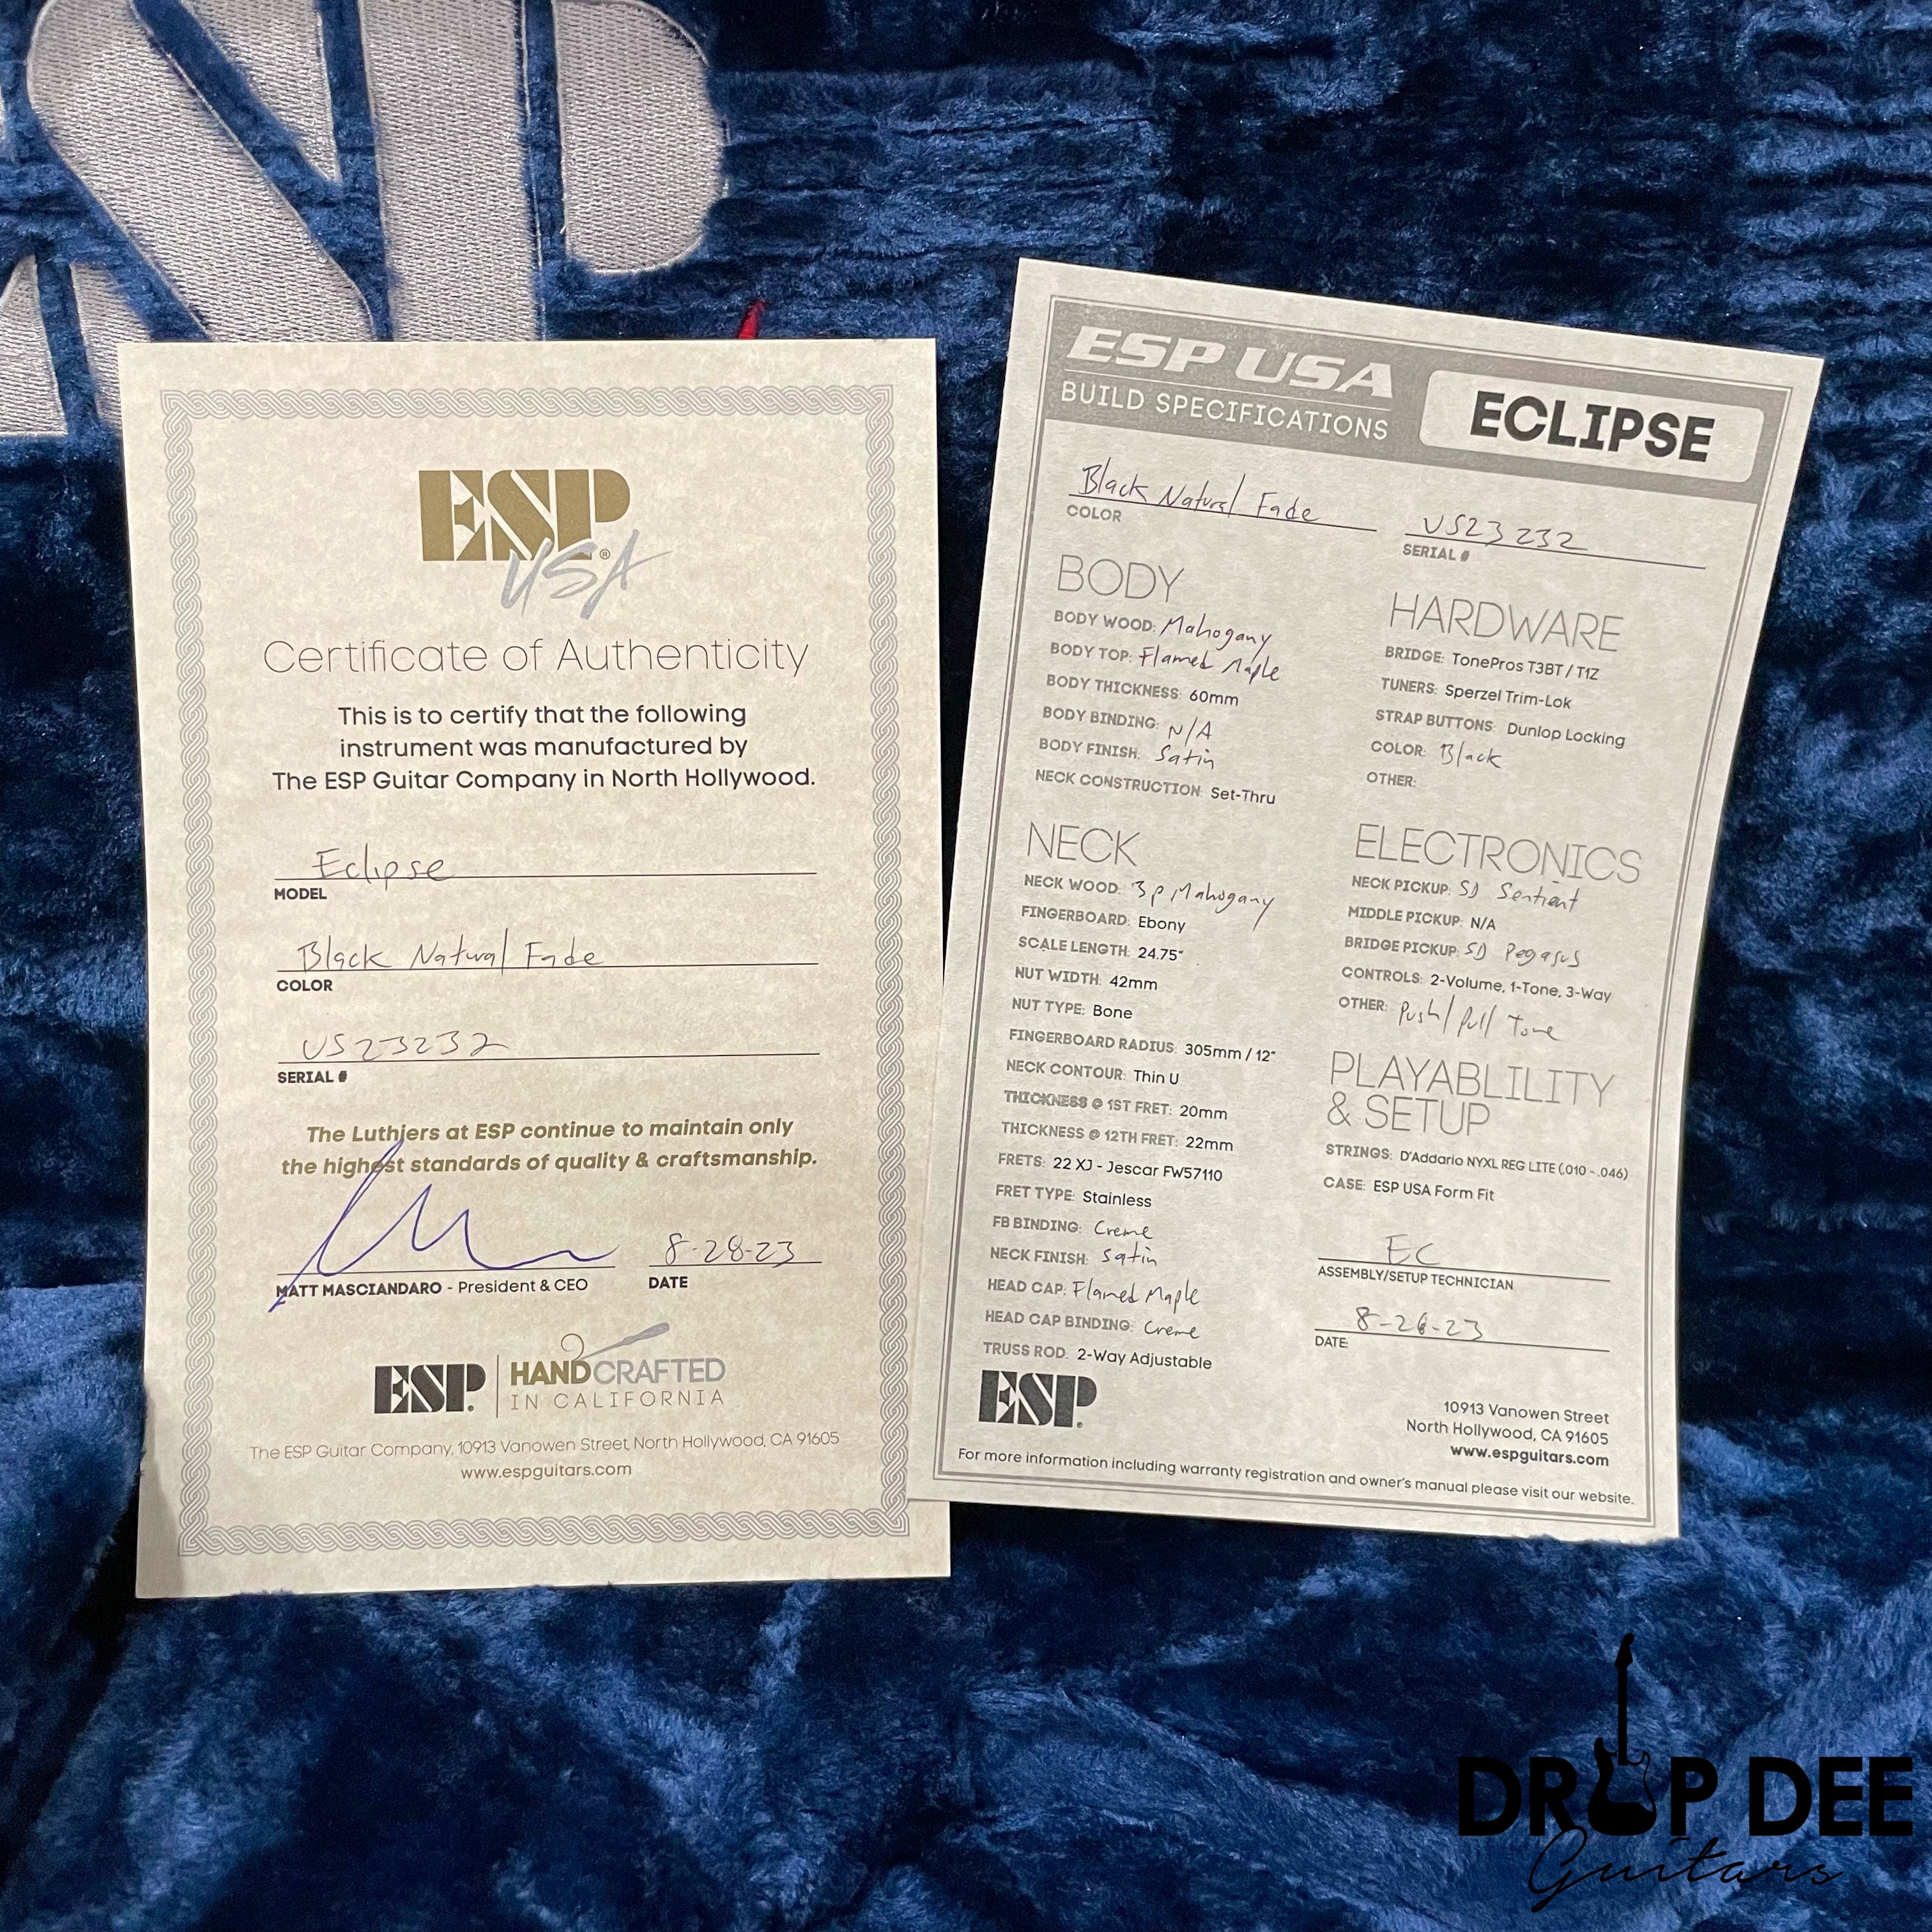 ESP
ESP
USA
®
Certificate of Authenticity
This is to certify that the following
instrument was manufactured by
The ESP Guitar Company in North Hollywood.
Eclipse
MODEL
Black Natural Fade
COLOR
US23232
SERIAL #
The Luthiers at ESP continue to maintain only
the highest standards of quality & craftsmanship.
8-28-23
MATT MASCIANDARO - President & CEO
DATE
ESP®
HANDCRAFTED
IN CALIFORNIA
The ESP Guitar Company, 10913 Vanowen Street, North Hollywood, CA 91605
www.espguitars.com
ESP USA
BUILD SPECIFICATIONS
ECLIPSE
Black Natural Fade
COLOR
US23232
SERIAL #
BODY
BODY WOOD: Mahogany
BODY TOP: Flamed Maple
BODY THICKNESS: 60mm
BODY BINDING: N/A
BODY FINISH: Satin
NECK CONSTRUCTION: Set-Thru
NECK
NECK WOOD: 3p Mahogany
FINGERBOARD: Ebony
SCALE LENGTH: 24.75"
NUT WIDTH: 42mm
NUT TYPE: Bone
FINGERBOARD RADIUS: 305mm / 12"
NECK CONTOUR: Thin U
THICKNESS @ 1ST FRET: 20mm
THICKNESS @ 12TH FRET: 22mm
FRETS: 22 XJ - Jescar FW57110
FRET TYPE: Stainless
FB BINDING: Creme
NECK FINISH: Satin
HEAD CAP: Flamed Maple
HEAD CAP BINDING: Creme
TRUSS ROD: 2-Way Adjustable
ESP®
HARDWARE
BRIDGE: TonePros T3BT / T1Z
TUNERS: Sperzel Trim-Lok
STRAP BUTTONS: Dunlop Locking
COLOR: Black
OTHER:
ELECTRONICS
NECK PICKUP: SD Sentient
MIDDLE PICKUP: N/A
BRIDGE PICKUP: SD Pegasus
CONTROLS: 2-Volume, 1-Tone, 3-Way
OTHER: Push/pull Tone
PLAYABLILITY
& SETUP
STRINGS: D'Addario NYXL REG LITE (.010 - .046)
CASE: ESP USA Form Fit
EC
ASSEMBLY/SETUP TECHNICIAN
8-26-23
DATE:
10913 Vanowen Street
North Hollywood, CA 91605
www.espguitars.com
For more information including warranty registration and owner's manual please visit our website.
DROP DEE
Guitars